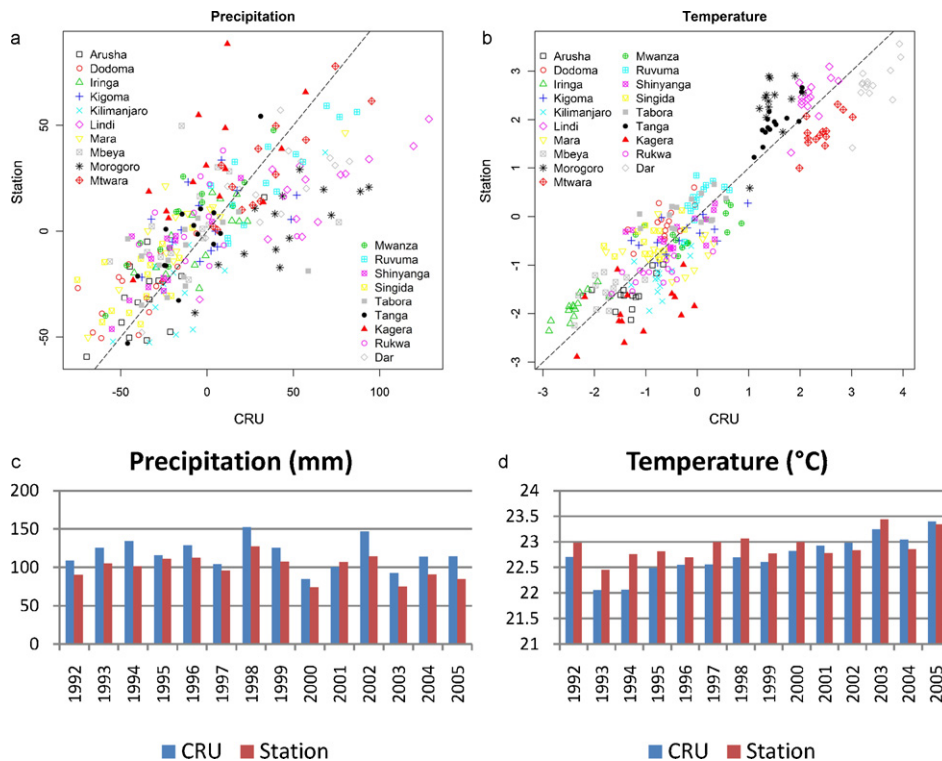 Precipitation
a
Arusha
Dodoma
Iringa
Kigoma
Kilimanjaro
Lindi
Mara
Mbeya
Morogoro
Mtwara
Mwanza
Ruvuma
Shinyanga
Singida
Tabora
Tanga
Kagera
Rukwa
Dar
Station
50
0
-50
-50 0 50 100
CRU
Temperature
b
Arusha
Dodoma
Iringa
Kigoma
Kilimanjaro
Lindi
Mara
Mbeya
Morogoro
Mtwara
Mwanza
Ruvuma
Shinyanga
Singida
Tabora
Tanga
Kagera
Rukwa
Dar
Station
3
2
1
0
-1
-2
-3
-3 -2 -1 0 1 2 3 4
CRU
c
Precipitation (mm)
200
150
100
50
0
1992 1993 1994 1995 1996 1997 1998 1999 2000 2001 2002 2003 2004 2005
CRU Station
d
Temperature (°C)
24
23.5
23
22.5
22
21.5
21
1992 1993 1994 1995 1996 1997 1998 1999 2000 2001 2002 2003 2004 2005
CRU Station